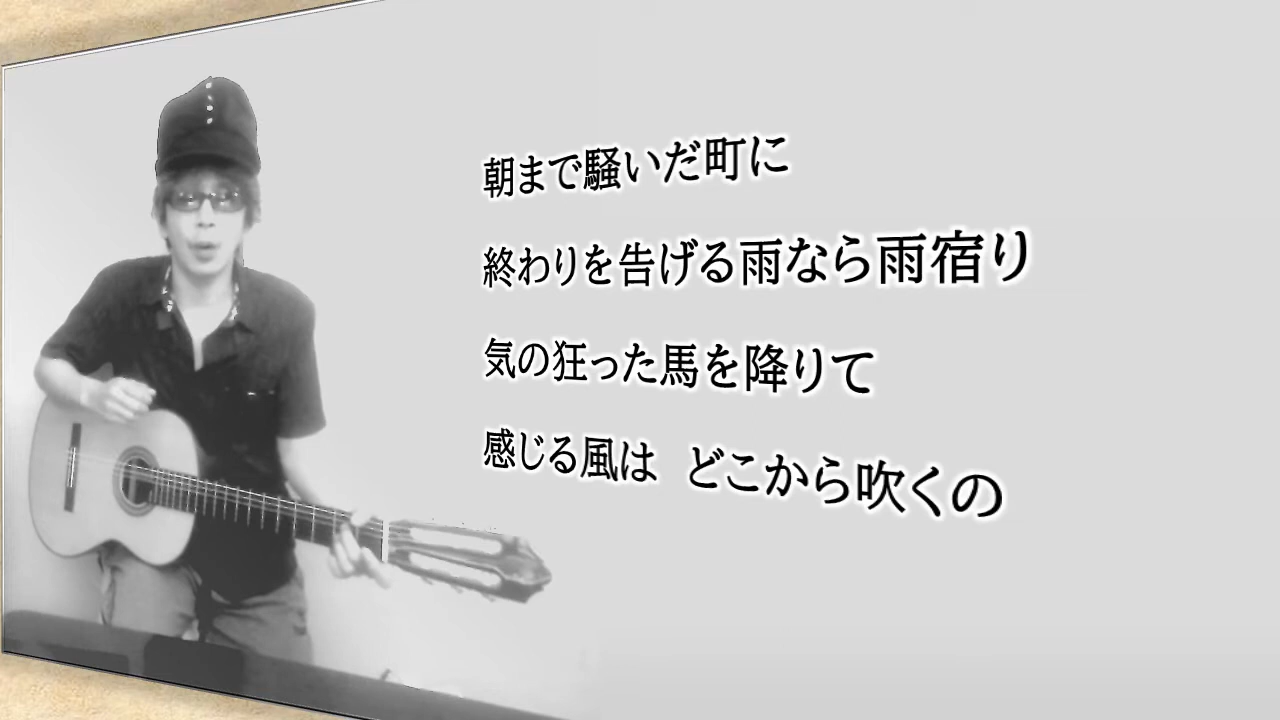 朝まで騒いだ町に
終わりを告げる雨なら雨宿り
気の狂った馬を降りて
感じる風は どこから吹くの